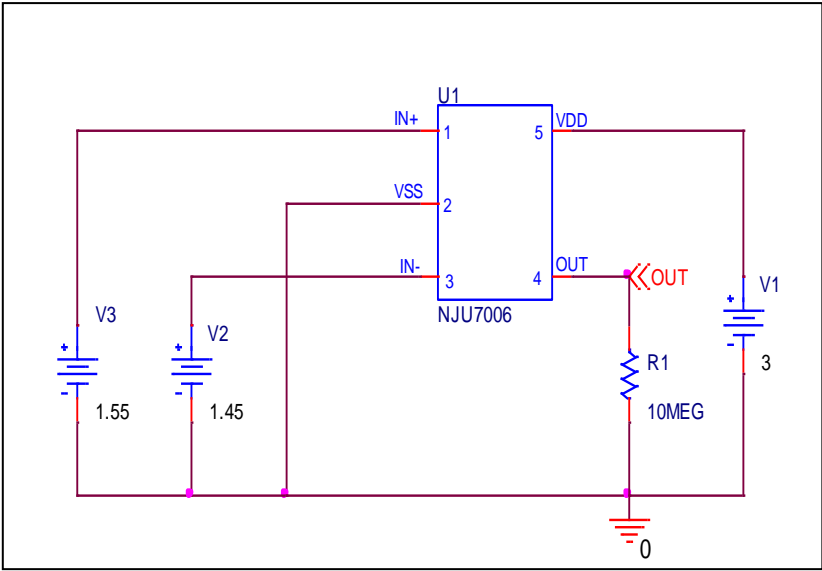 U1
IN+
1
5
VDD
VSS
2
IN-
3
4
OUT
OUT
NJU7006
V3
+
-
1.55
V2
+
-
1.45
V1
+
-
3
R1
10MEG
0